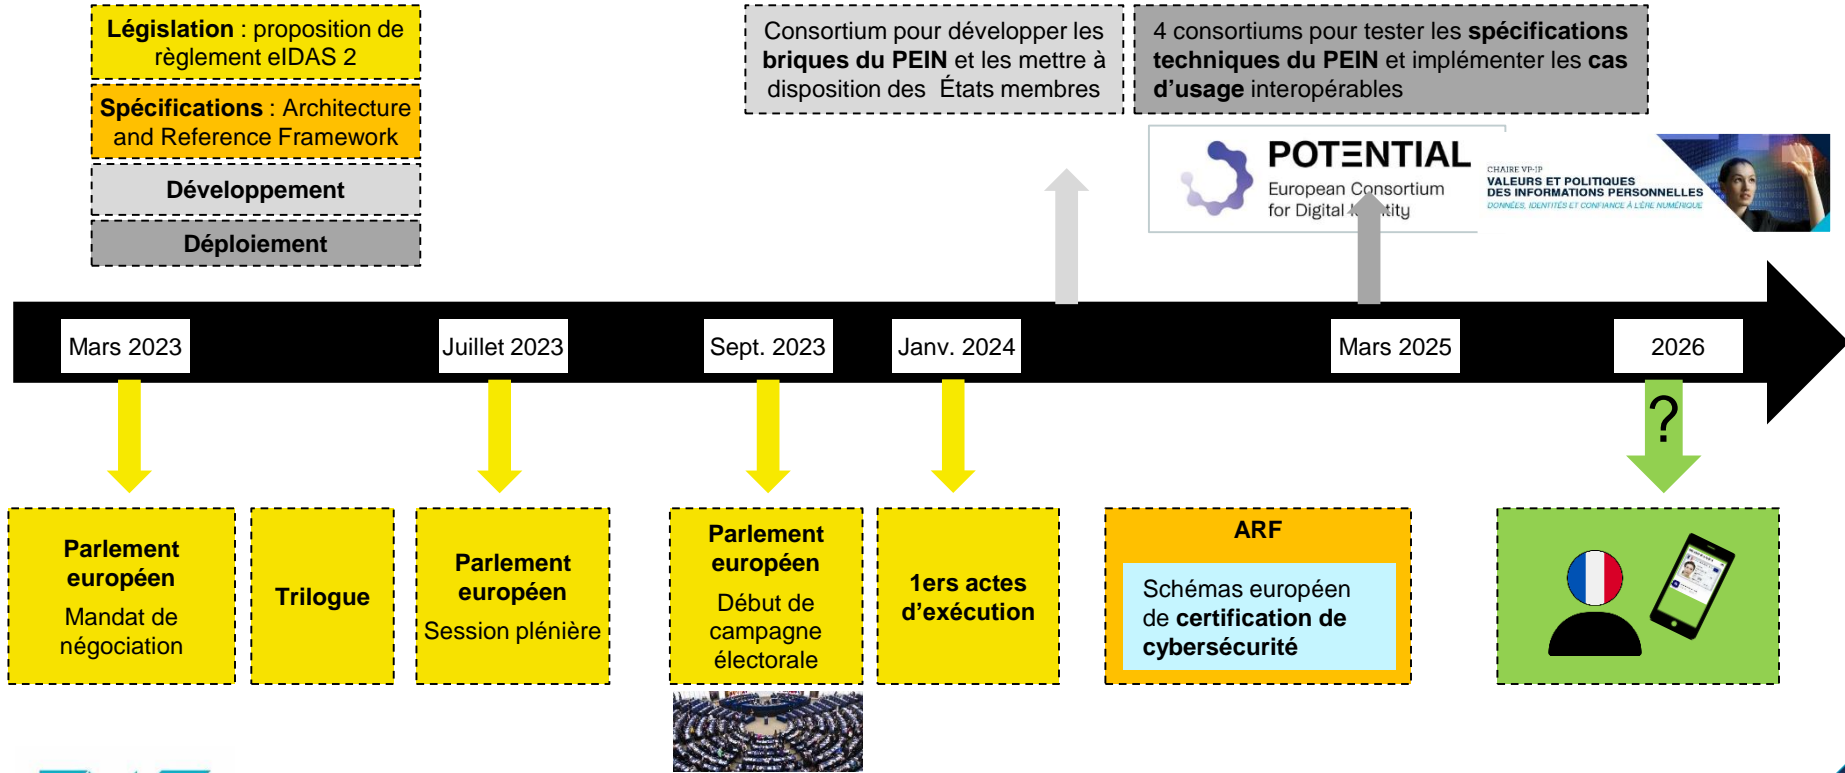 Législation : proposition de
règlement eIDAS 2
Spécifications : Architecture
and Reference Framework
Développement
Déploiement
Consortium pour développer les
briques du PEIN et les mettre à
disposition des États membres
4 consortiums pour tester les spécifications
techniques du PEIN et implémenter les cas
d'usage interopérables
POTΞNTIAL
European Consortium
for Digital Identity
CHAIRE VP-IP
VALEURS ET POLITIQUES
DES INFORMATIONS PERSONNELLES
DONNÉES, IDENTITÉS ET CONFIANCE À L'ÈRE NUMÉRIQUE
Mars 2023
Juillet 2023
Sept. 2023
Janv. 2024
Mars 2025
2026
?
Parlement
européen
Mandat de
négociation
Trilogue
Parlement
européen
Session plénière
Parlement
européen
Début de
campagne
électorale
1ers actes
d'exécution
ARF
Schémas européen
de certification de
cybersécurité